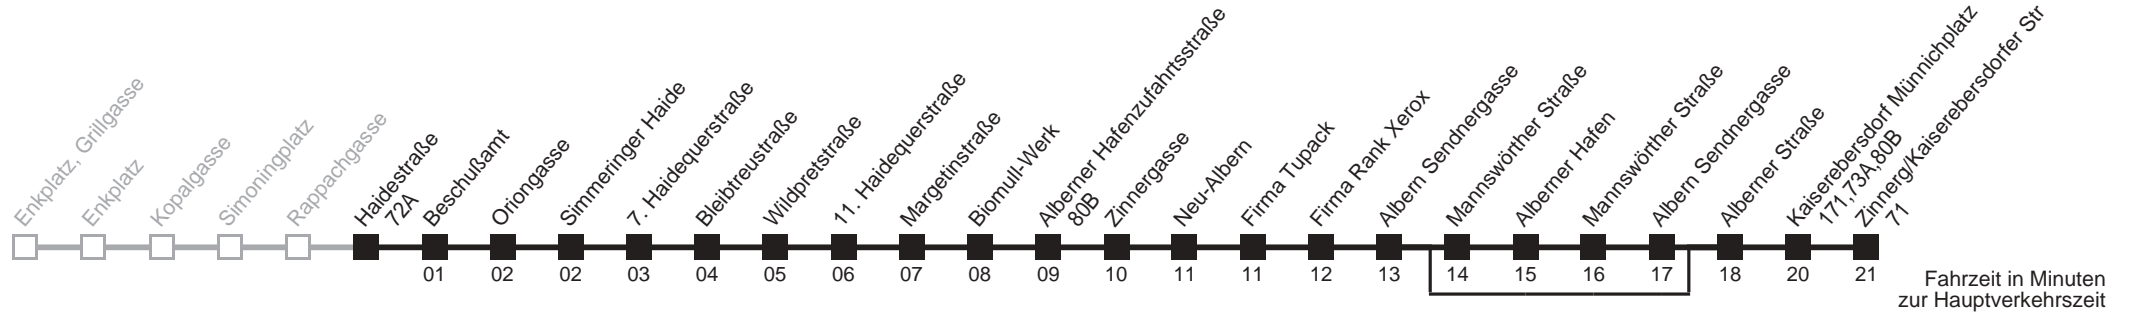 Enkplatz, Grillgasse
Enkplatz
Kopalgasse
Simoningplatz
Rappachgasse
Haidestraße
72A
Beschußamt
Oriongasse
Simmeringer Haide
7. Haidequerstraße
Bleibtreustraße
Wildpretstraße
11. Haidequerstraße
Margetinstraße
Biomull-Werk
Alberner Hafenzufahrtsstraße
80B
Zinnergasse
Neu-Albern
Firma Tupack
Firma Rank Xerox
Albern Sendnergasse
Mannswörther Straße
Alberner Hafen
Mannswörther Straße
Albern Sendnergasse
Alberner Straße
Kaiserebersdorf Münnichplatz
171,73A,80B
Zinnerg/Kaiserebersdorfer Str
71
01 02 02 03 04 05 06 07 08 09 10 11 11 12 13 14 15 16 17 18 20 21
Fahrzeit in Minuten
zur Hauptverkehrszeit